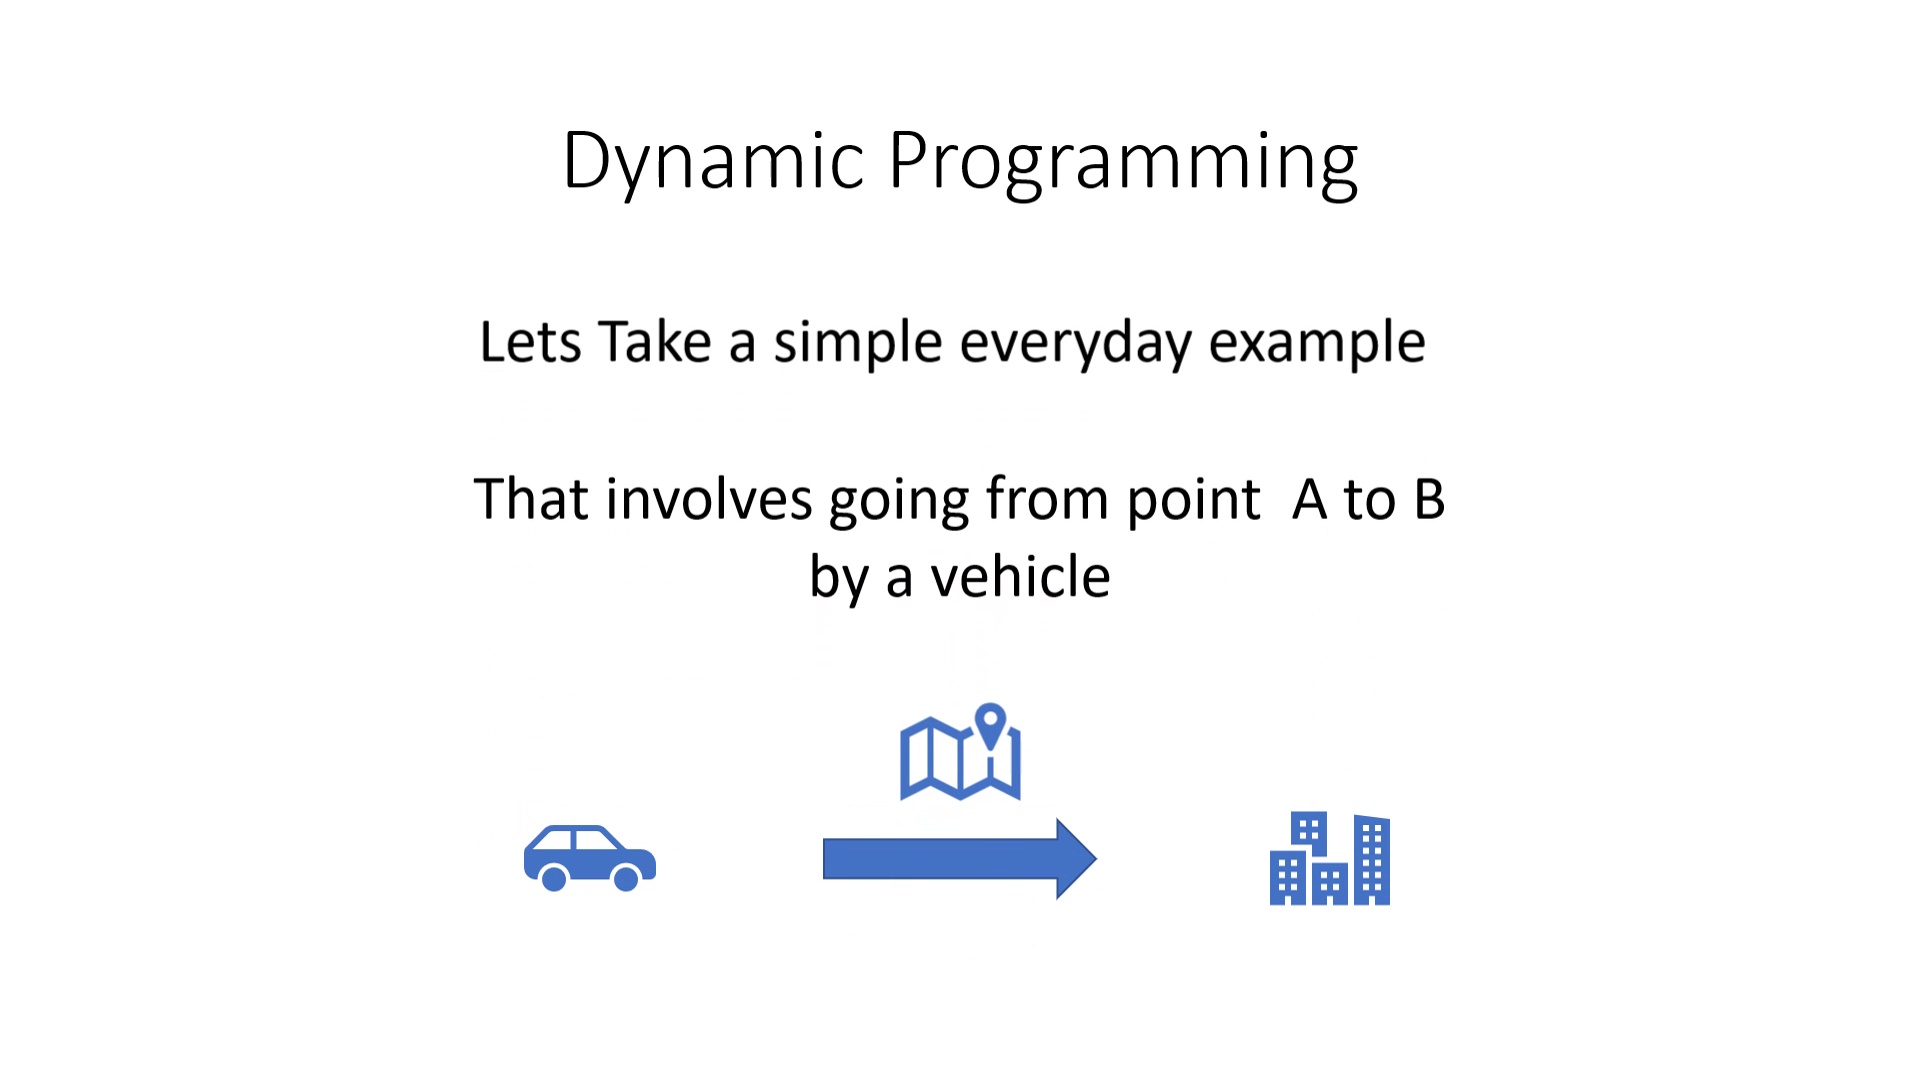 Dynamic Programming
Lets Take a simple everyday example
That involves going from point  A to B
by a vehicle